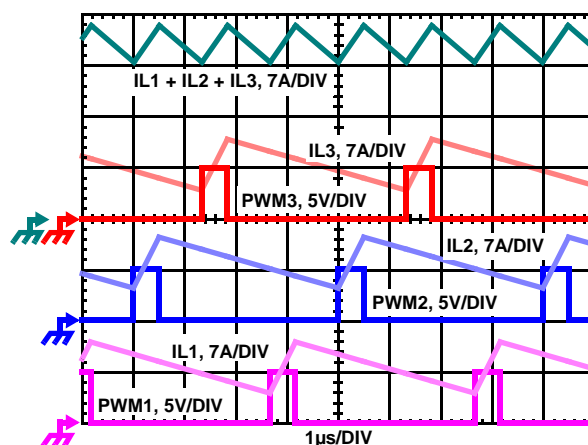 IL1 + IL2 + IL3, 7A/DIV
IL3, 7A/DIV
PWM3, 5V/DIV
IL2, 7A/DIV
PWM2, 5V/DIV
IL1, 7A/DIV
PWM1, 5V/DIV
1µs/DIV